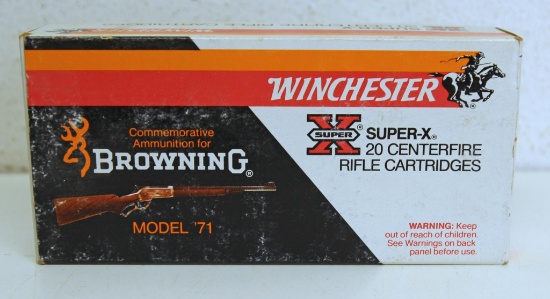 WINCHESTER®
Commemorative
Ammunition for
BROWNING®
MODEL '71
X SUPER ®
SUPER-X®
20 CENTERFIRE
RIFLE CARTRIDGES
WARNING: Keep
out of reach of children.
See Warnings on back
panel before use.